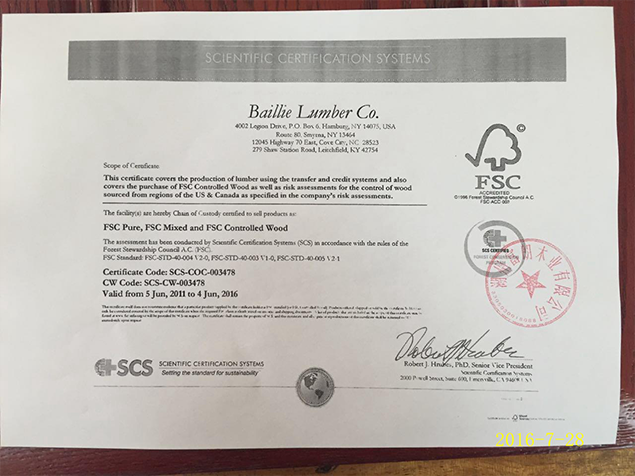 SCIENTIFIC CERTIFICATION SYSTEMS
Baillie Lumber Co.
4002 Legion Drive, P.O. Box 6, Hamburg, NY 14075, USA
Route 80, Smyrna, NY 13464
12045 Highway 70 East, Cove City, NC 28523
279 Shaw Station Road, Leitchfield, KY 42754
FSC
ACCREDITED
©1996 Forest Stewardship Council A.C
FSC ACC 001
Scope of Certificate
This certificate covers the production of lumber using the transfer and credit systems and also
covers the purchase of FSC Controlled Wood as well as risk assessments for the control of wood
sourced from regions of the US & Canada as specified in the company's risk assessments.
The facility(s) are hereby Chain of Custody certified to sell products as:
FSC Pure, FSC Mixed and FSC Controlled Wood
The assessment has been conducted by Scientific Certification Systems (SCS) in accordance with the rules of the
Forest Stewardship Council A.C. (FSC).
FSC Standard: FSC-STD-40-004 V2-0, FSC-STD-40-003 V1-0, FSC-STD-40-005 V2-1
Certificate Code: SCS-COC-003478
CW Code: SCS-CW-003478
Valid from 5 Jun, 2011 to 4 Jun, 2016
SCS CERTIFIED
木业有限公司
SCS
SCIENTIFIC CERTIFICATION SYSTEMS
Setting the standard for sustainability
Robert J. Hrubes, PhD, Senior Vice President
Scientific Certification Systems
2000 Powell Street, Suite 600, Emeryville, CA
2016-7-28